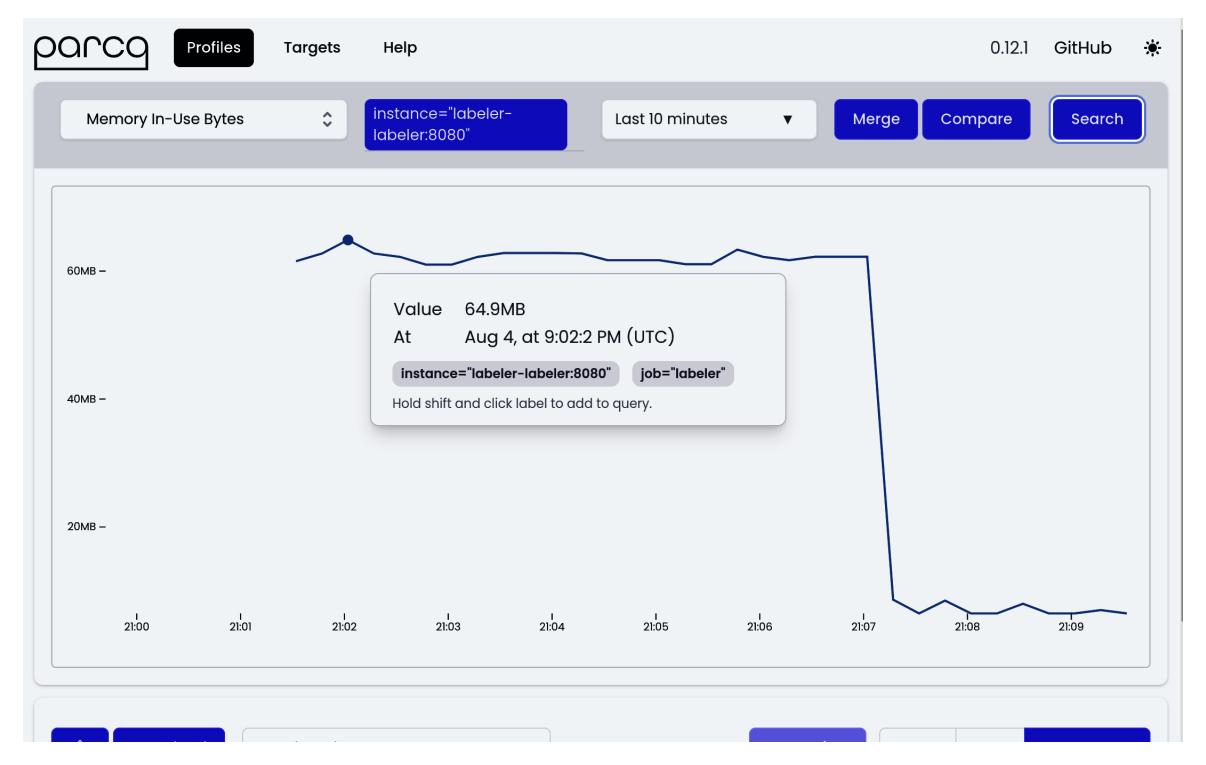 parca
Profiles
Targets
Help
0.12.1
GitHub
Memory In-Use Bytes
instance="labeler-
labeler:8080"
Last 10 minutes
Merge
Compare
Search
60MB
40MB
20MB
Value 64.9MB
At Aug 4, at 9:02:2 PM (UTC)
instance="labeler-labeler:8080" job="labeler"
Hold shift and click label to add to query.
21:00 21:01 21:02 21:03 21:04 21:05 21:06 21:07 21:08 21:09